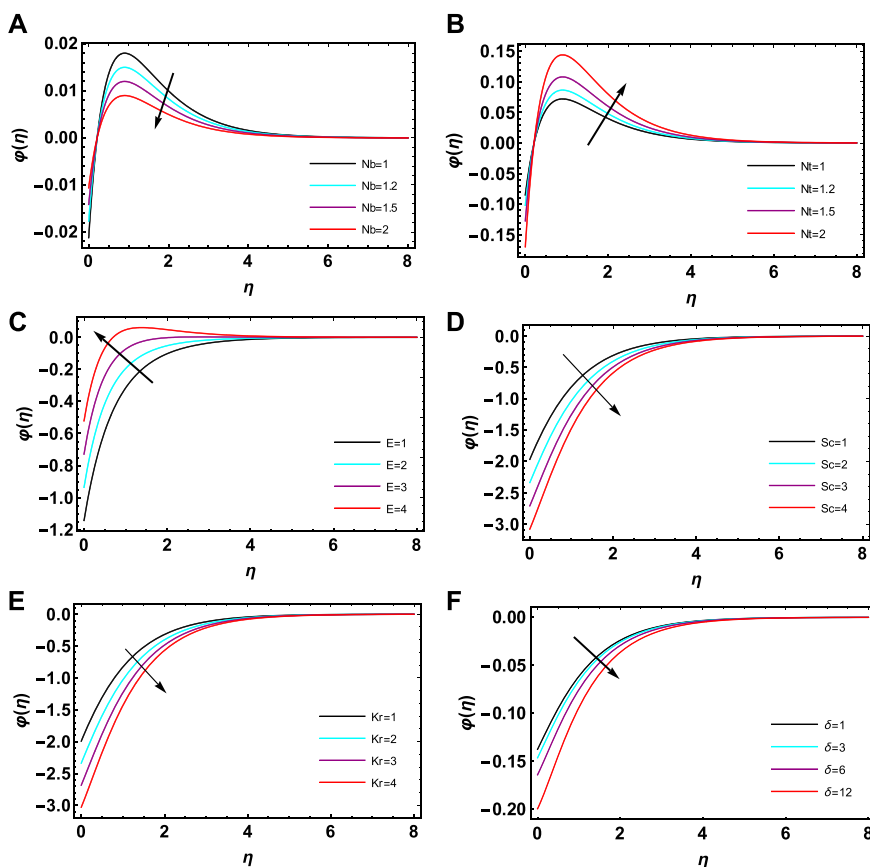 A
0.02
0.01
0.00
−0.01
−0.02
φ(η)
Nb=1
Nb=1.2
Nb=1.5
Nb=2
0 2 4 6 8
η
B
0.15
0.10
0.05
0.00
−0.05
−0.10
−0.15
φ(η)
Nt=1
Nt=1.2
Nt=1.5
Nt=2
0 2 4 6 8
η
C
0.0
−0.2
−0.4
−0.6
−0.8
−1.0
−1.2
φ(η)
E=1
E=2
E=3
E=4
0 2 4 6 8
η
D
0.0
−0.5
−1.0
−1.5
−2.0
−2.5
−3.0
φ(η)
Sc=1
Sc=2
Sc=3
Sc=4
0 2 4 6 8
η
E
0.0
−0.5
−1.0
−1.5
−2.0
−2.5
−3.0
φ(η)
Kr=1
Kr=2
Kr=3
Kr=4
0 2 4 6 8
η
F
0.00
−0.05
−0.10
−0.15
−0.20
φ(η)
δ=1
δ=3
δ=6
δ=12
0 2 4 6 8
η